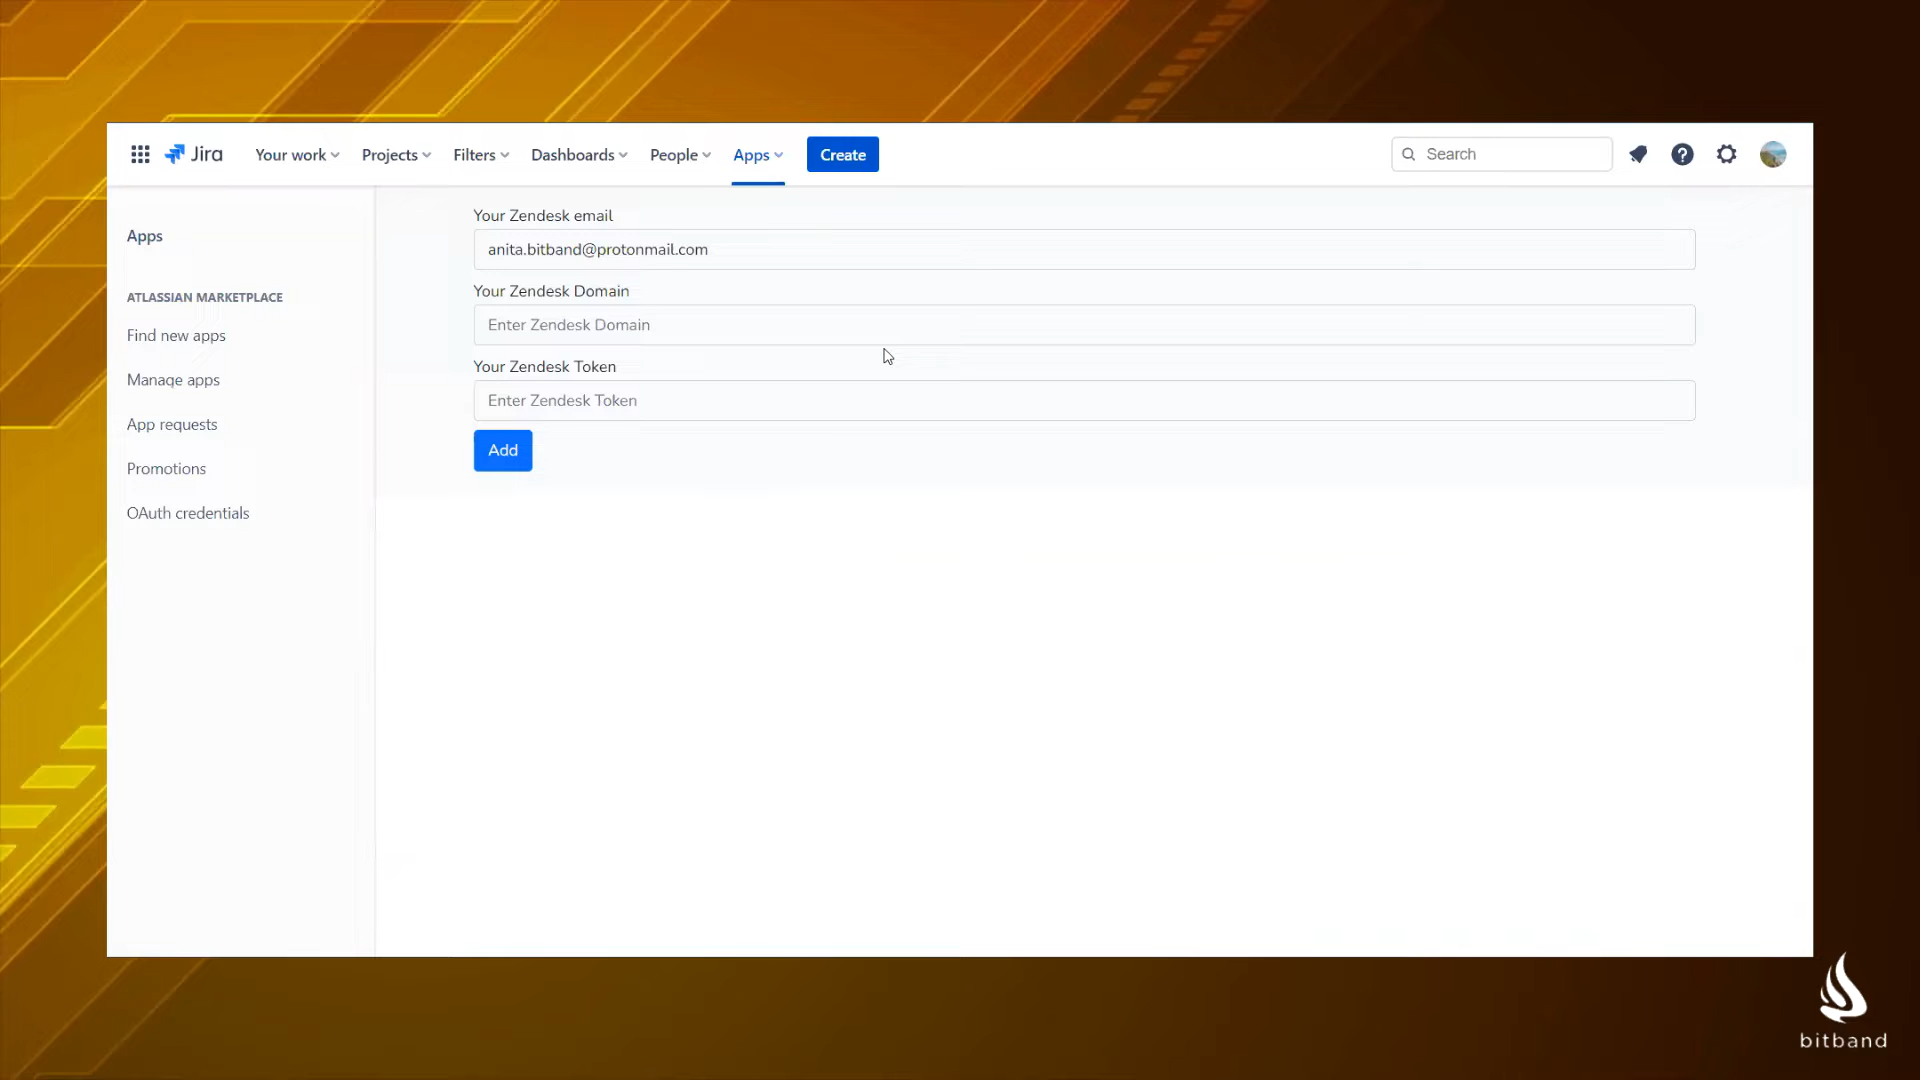 Jira
Your work
Projects
Filters
Dashboards
People
Apps
Create
Search
Apps
ATLASSIAN MARKETPLACE
Find new apps
Manage apps
App requests
Promotions
OAuth credentials
Your Zendesk email
anita.bitband@protonmail.com
Your Zendesk Domain
Enter Zendesk Domain
Your Zendesk Token
Enter Zendesk Token
Add
bitband